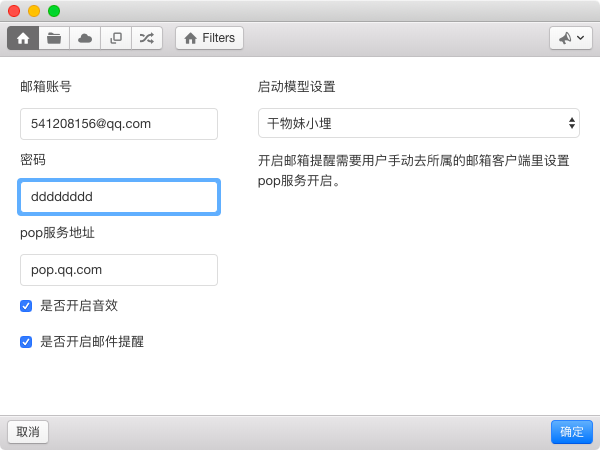 Filters
邮箱账号
541208156@qq.com
密码
dddddddd
pop服务地址
pop.qq.com
是否开启音效
是否开启邮件提醒
启动模型设置
干物妹小埋
开启邮箱提醒需要用户手动去所属的邮箱客户端里设置
pop服务开启。
取消
确定